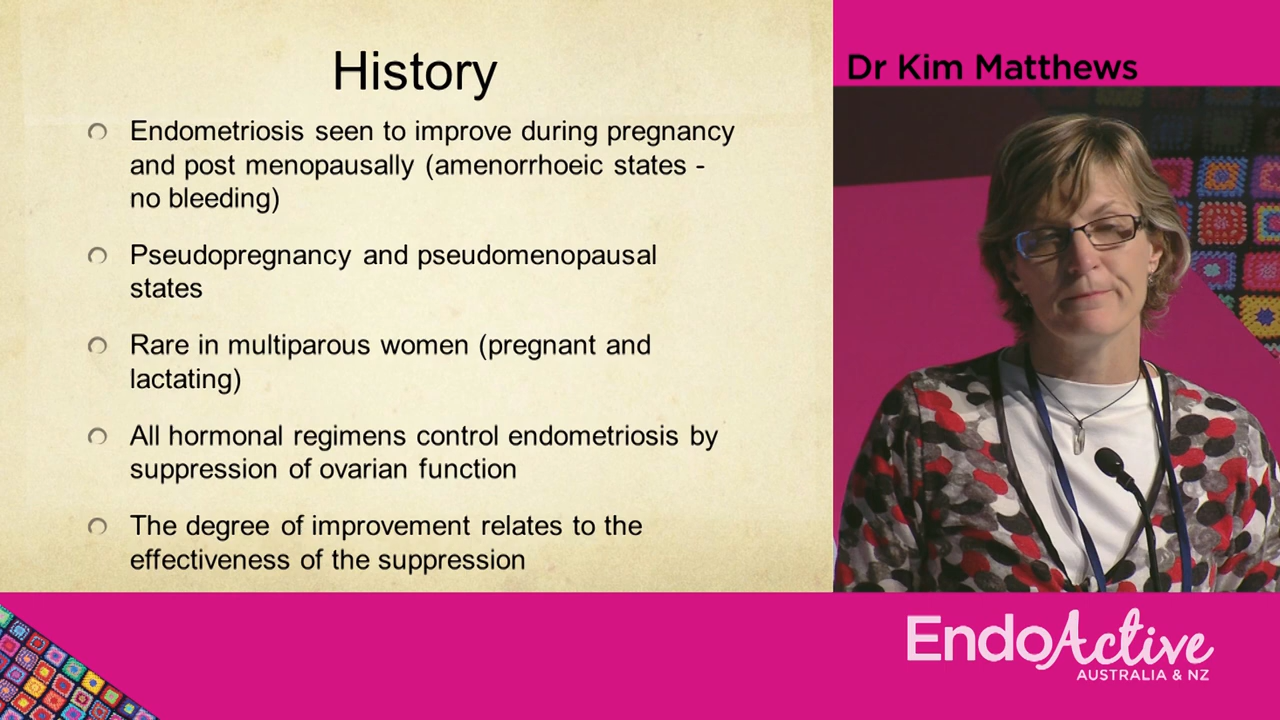 History
Endometriosis seen to improve during pregnancy
and post menopausally (amenorrhoeic states -
no bleeding)
Pseudopregnancy and pseudomenopausal
states
Rare in multiparous women (pregnant and
lactating)
All hormonal regimens control endometriosis by
suppression of ovarian function
The degree of improvement relates to the
effectiveness of the suppression
Dr Kim Matthews
EndoActive
AUSTRALIA & NZ